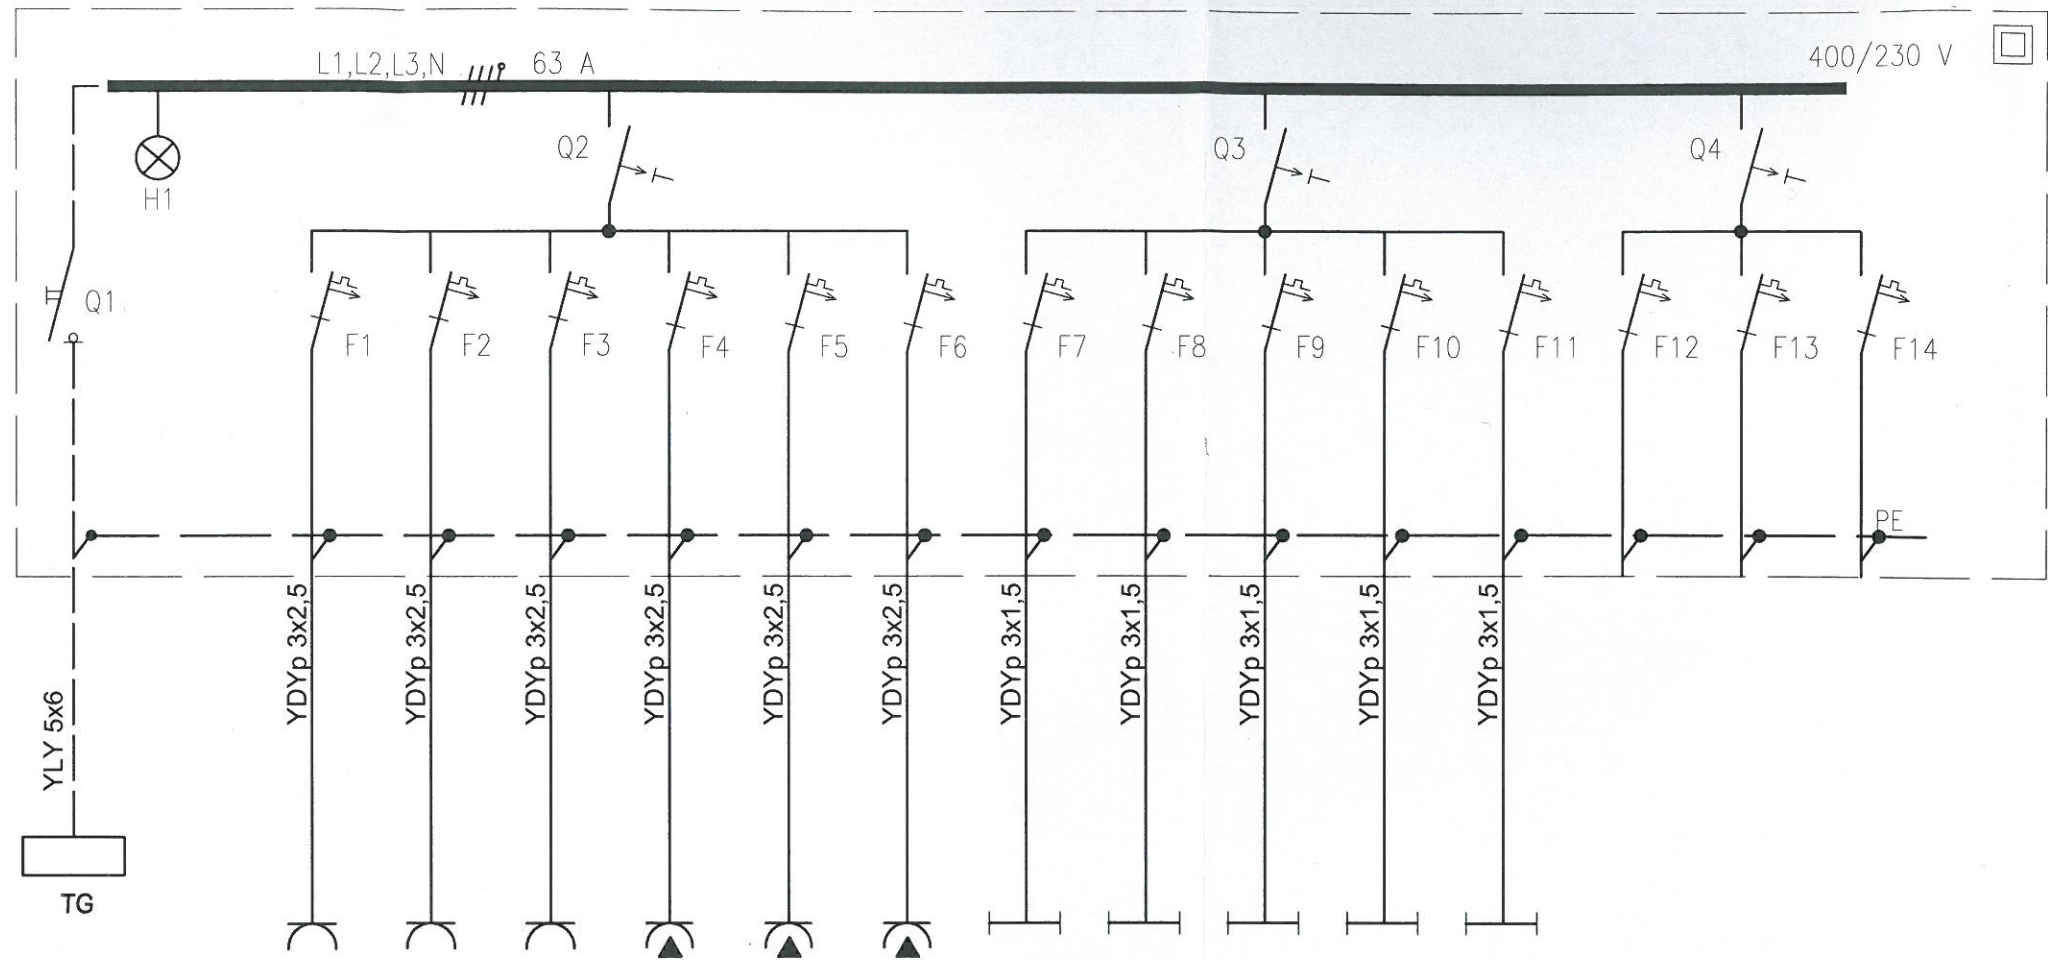 L1,L2,L3,N 63 A 400/230 V
Q2 Q3 Q4
H1
Q1
F1 F2 F3 F4 F5 F6 F7 F8 F9 F10 F11 F12 F13 F14
PE
YLY 5x6
YDYp 3x2,5
YDYp 3x2,5
YDYp 3x2,5
YDYp 3x2,5
YDYp 3x2,5
YDYp 3x2,5
YDYp 3x1,5
YDYp 3x1,5
YDYp 3x1,5
YDYp 3x1,5
YDYp 3x1,5
TG